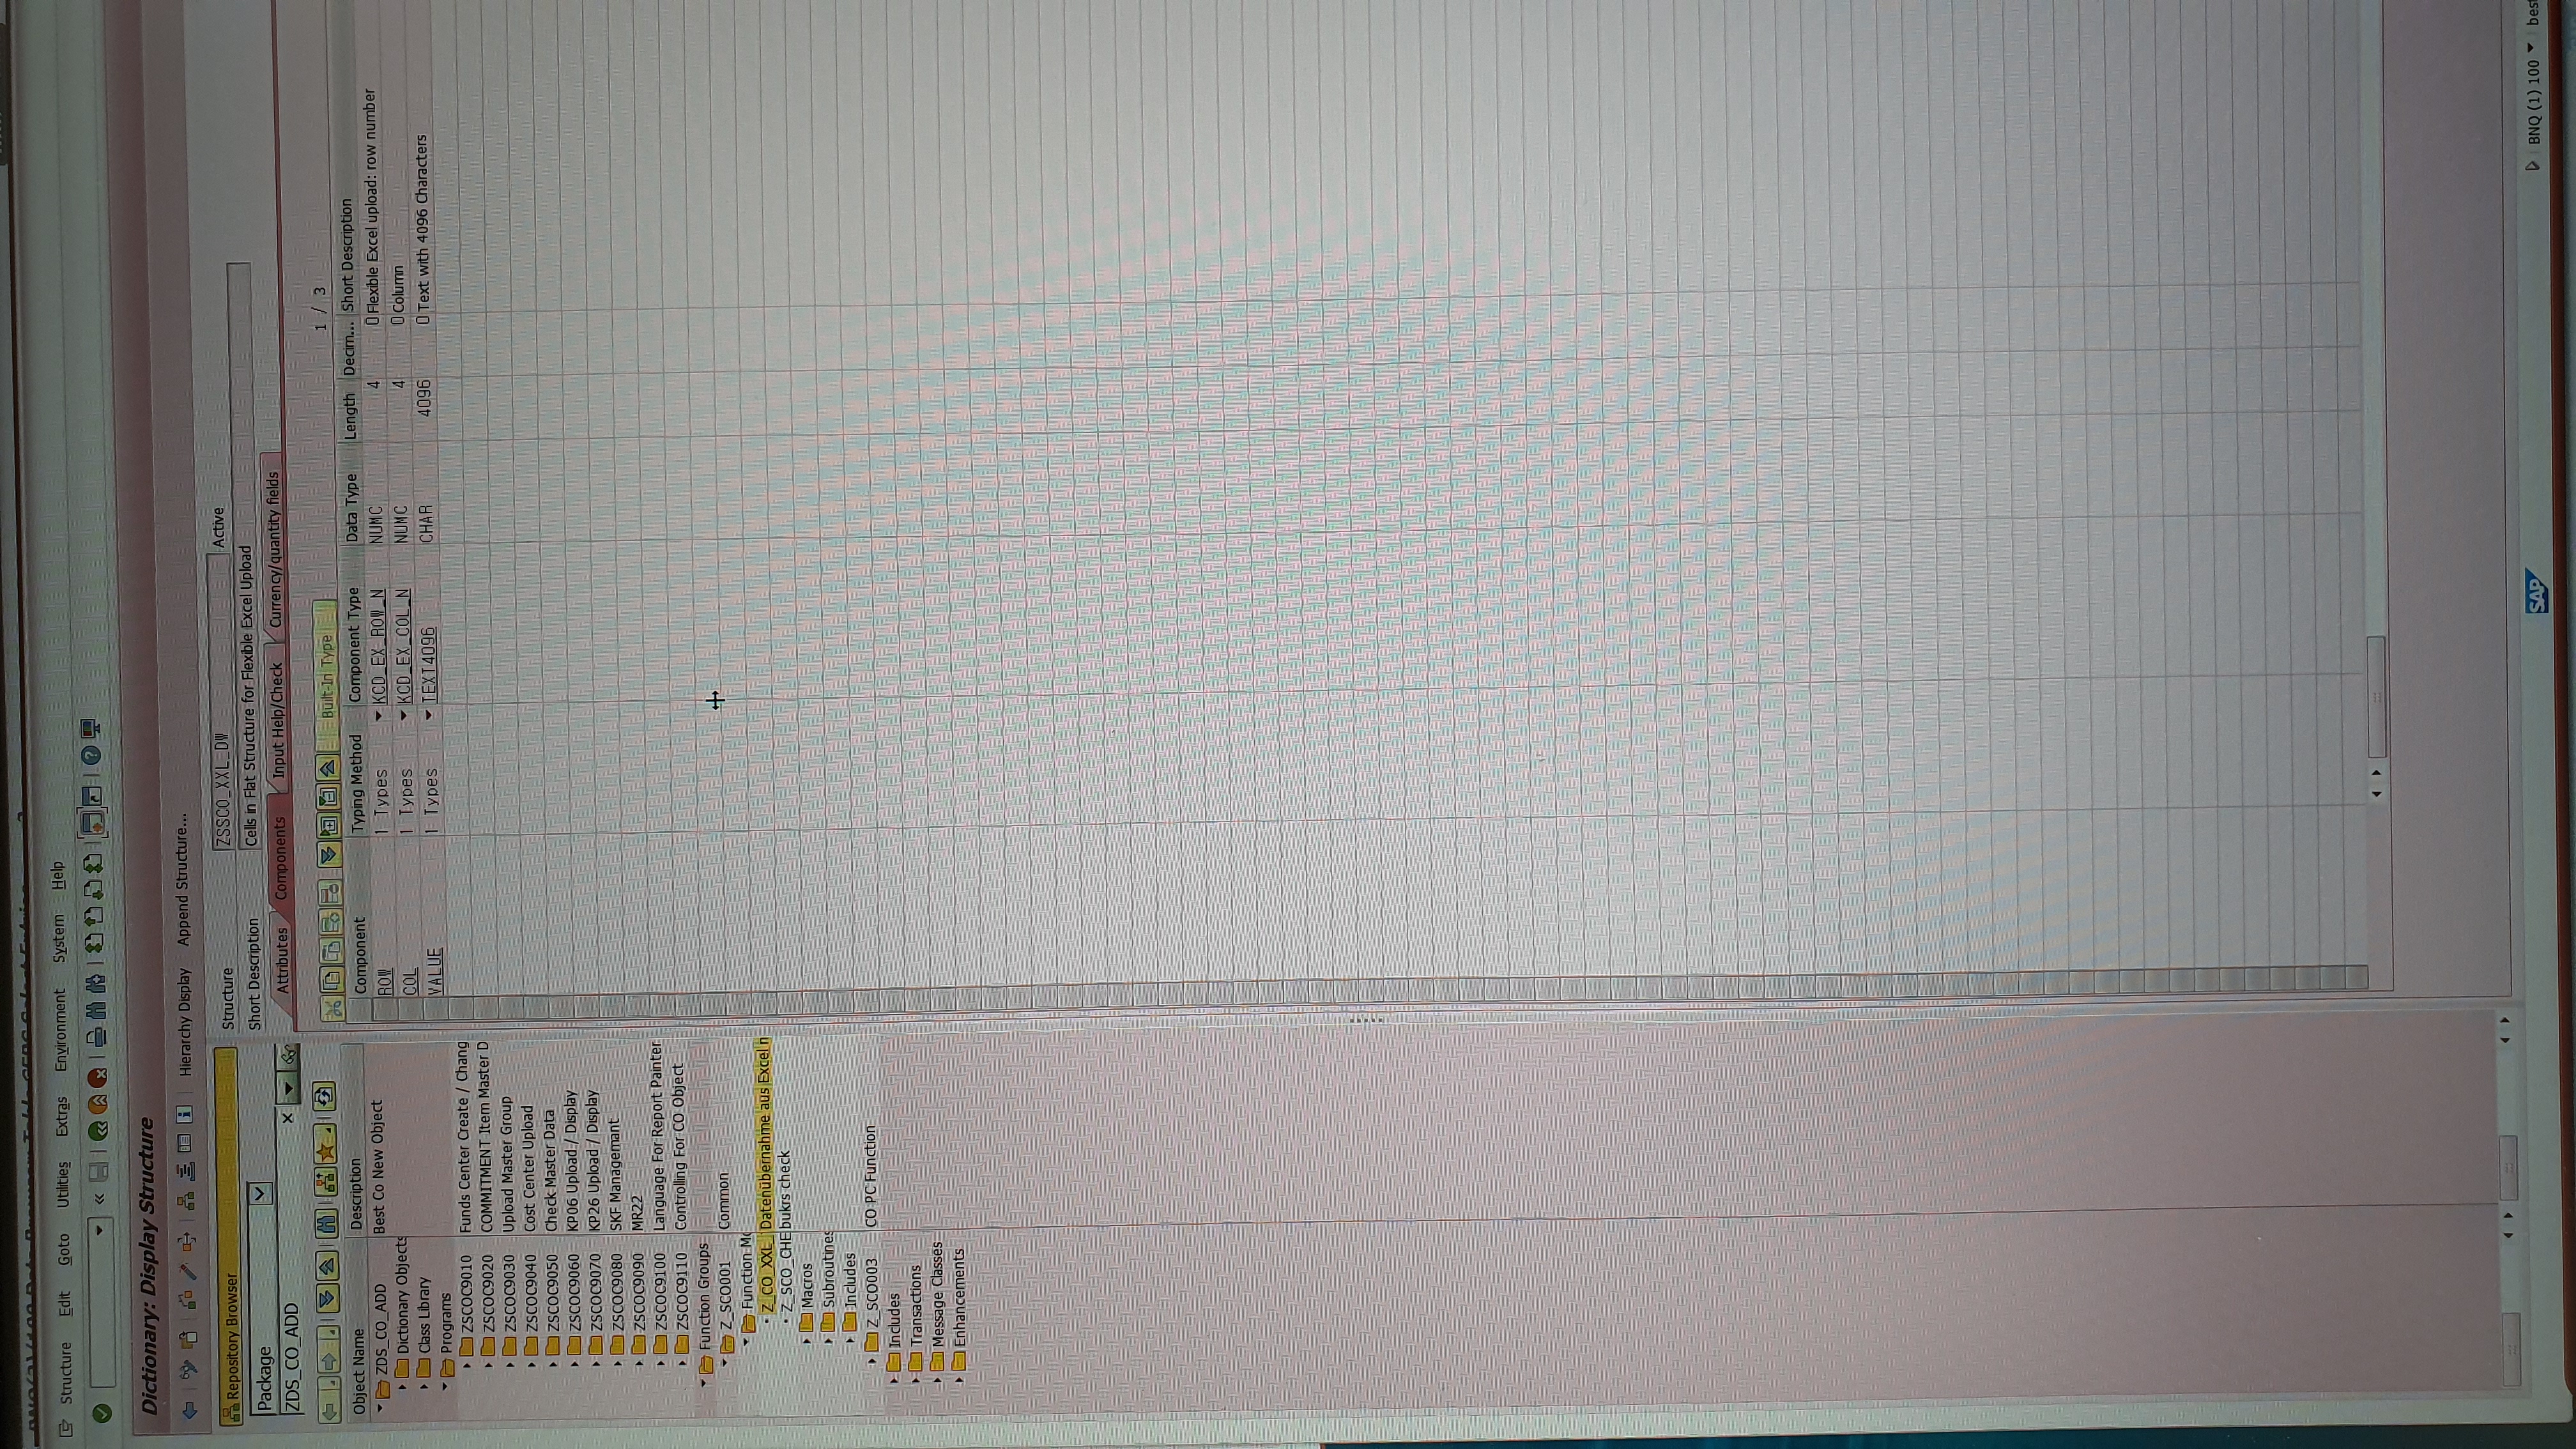 Structure Edit Goto Utilities Extras Environment System Help
Dictionary: Display Structure
Hierarchy Display Append Structure...
Repository Browser
Package
ZDS_CO_ADD
Object Name Description
ZDS_CO_ADD Best Co New Object
Dictionary Objects
Class Library
Programs
ZSCOC9010 Funds Center Create / Chang
ZSCOC9020 COMMITMENT Item Master D
ZSCOC9030 Upload Master Group
ZSCOC9040 Cost Center Upload
ZSCOC9050 Check Master Data
ZSCOC9060 KP06 Upload / Display
ZSCOC9070 KP26 Upload / Display
ZSCOC9080 SKF Managemant
ZSCOC9090 MR22
ZSCOC9100 Language For Report Painter
ZSCOC9110 Controlling For CO Object
Function Groups
Z_SCO001 Common
Function Mo
Z_CO_XXL_ Datenübernahme aus Excel n
Z_SCO_CHE bukrs check
Macros
Subroutines
Includes
Z_SCO003 CO PC Function
Includes
Transactions
Message Classes
Enhancements
Structure ZSSCO_XXL_DW Active
Short Description Cells in Flat Structure for Flexible Excel Upload
Attributes Components Input Help/Check Currency/quantity fields
Built-In Type 1 / 3
Component Typing Method Component Type Data Type Length Decim... Short Description
ROW 1 Types KCD_EX_ROW_N NUMC 4 0 Flexible Excel upload: row number
COL 1 Types KCD_EX_COL_N NUMC 4 0 Column
VALUE 1 Types TEXT4096 CHAR 4096 0 Text with 4096 Characters
SAP
BNQ (1) 100 best